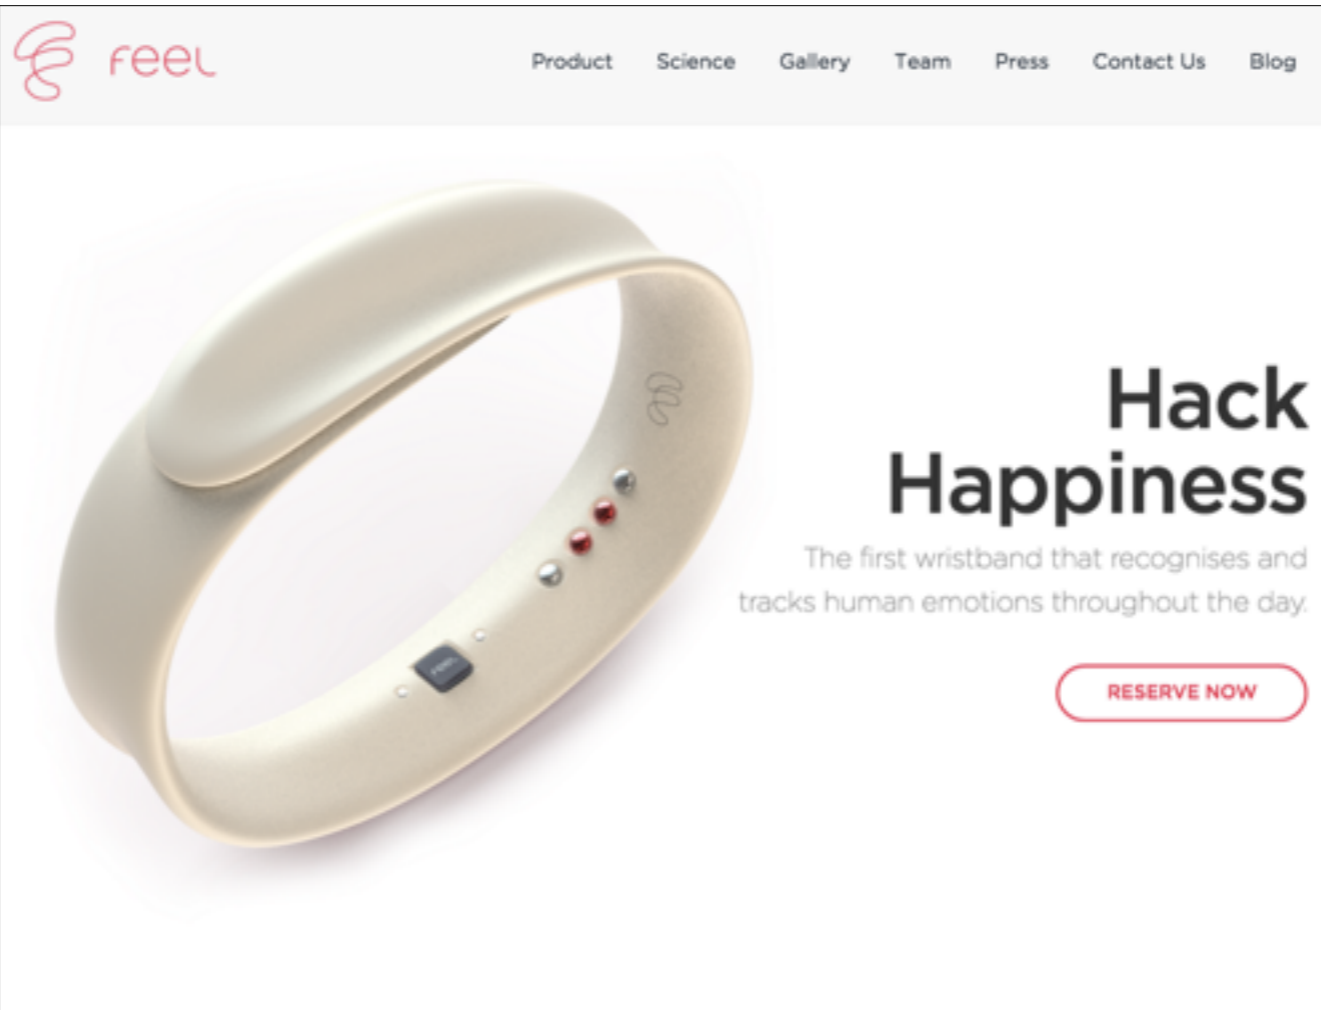 feel
Product Science Gallery Team Press Contact Us Blog
Hack
Happiness
The first wristband that recognises and
tracks human emotions throughout the day.
FEEL
RESERVE NOW